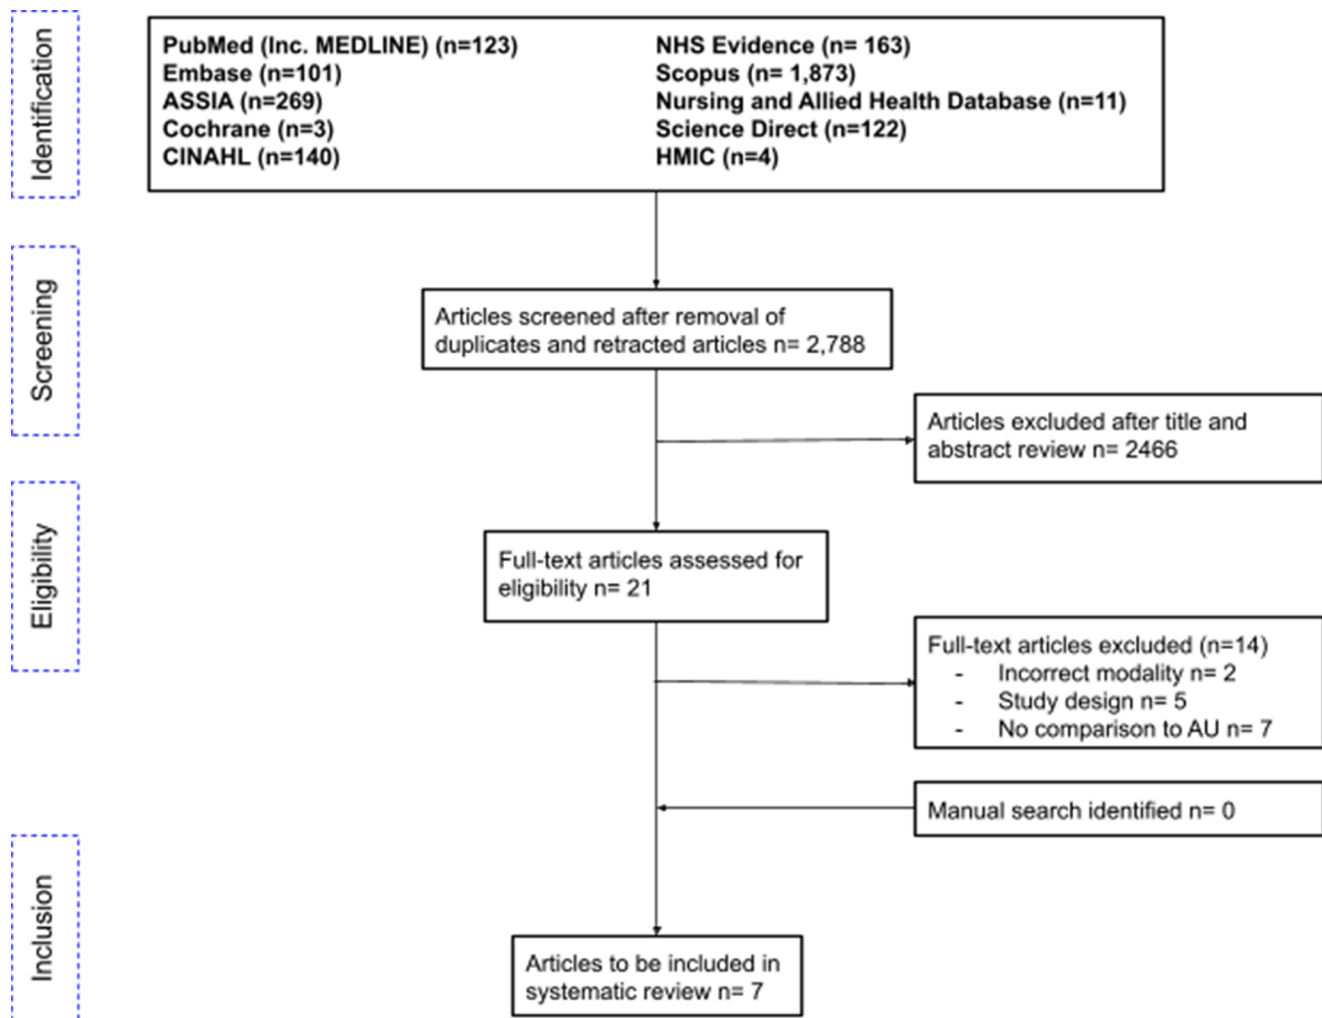 Identification
PubMed (Inc. MEDLINE) (n=123)
Embase (n=101)
ASSIA (n=269)
Cochrane (n=3)
CINAHL (n=140)
NHS Evidence (n= 163)
Scopus (n= 1,873)
Nursing and Allied Health Database (n=11)
Science Direct (n=122)
HMIC (n=4)
Screening
Articles screened after removal of
duplicates and retracted articles n= 2,788
Articles excluded after title and
abstract review n= 2466
Eligibility
Full-text articles assessed for
eligibility n= 21
Full-text articles excluded (n=14)
- Incorrect modality n= 2
- Study design n= 5
- No comparison to AU n= 7
Manual search identified n= 0
Inclusion
Articles to be included in
systematic review n= 7